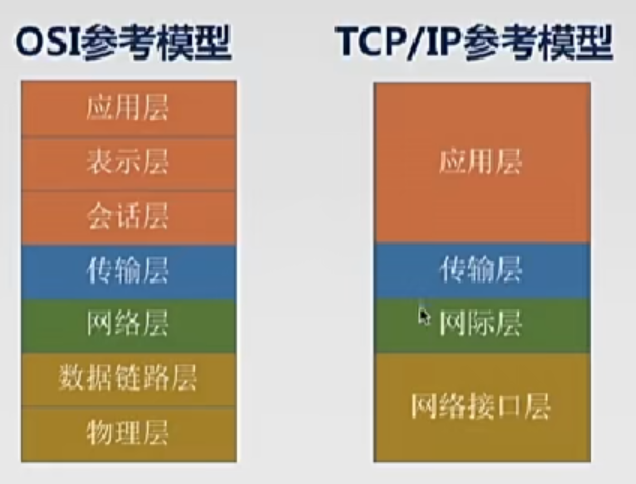 OSI参考模型
应用层
表示层
会话层
传输层
网络层
数据链路层
物理层
TCP/IP参考模型
应用层
传输层
网际层
网络接口层